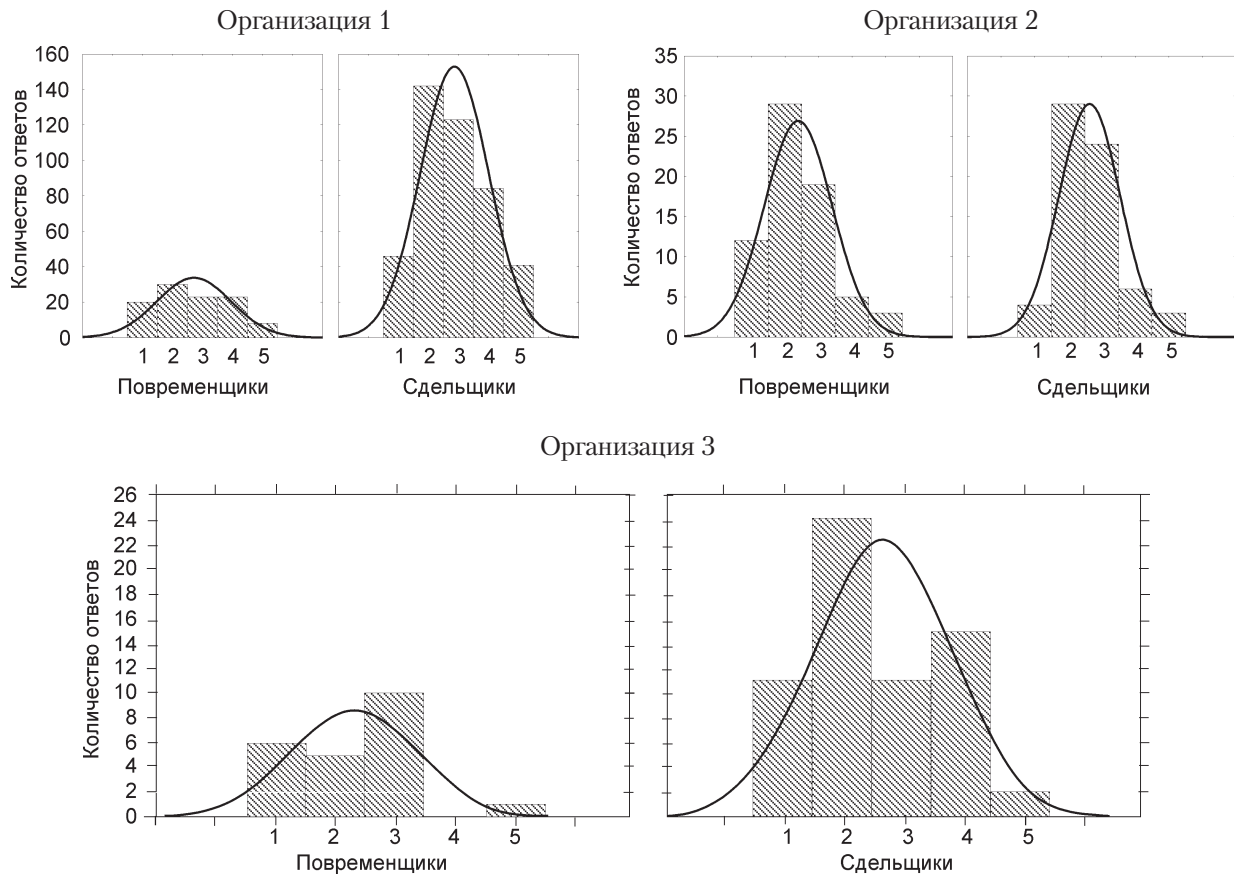 Организация 1
Количество ответов
160
140
120
100
80
60
40
20
0
1 2 3 4 5
Повременщики
1 2 3 4 5
Сдельщики
Организация 2
Количество ответов
35
30
25
20
15
10
5
0
1 2 3 4 5
Повременщики
1 2 3 4 5
Сдельщики
Организация 3
Количество ответов
26
24
22
20
18
16
14
12
10
8
6
4
2
0
1 2 3 4 5
Повременщики
1 2 3 4 5
Сдельщики